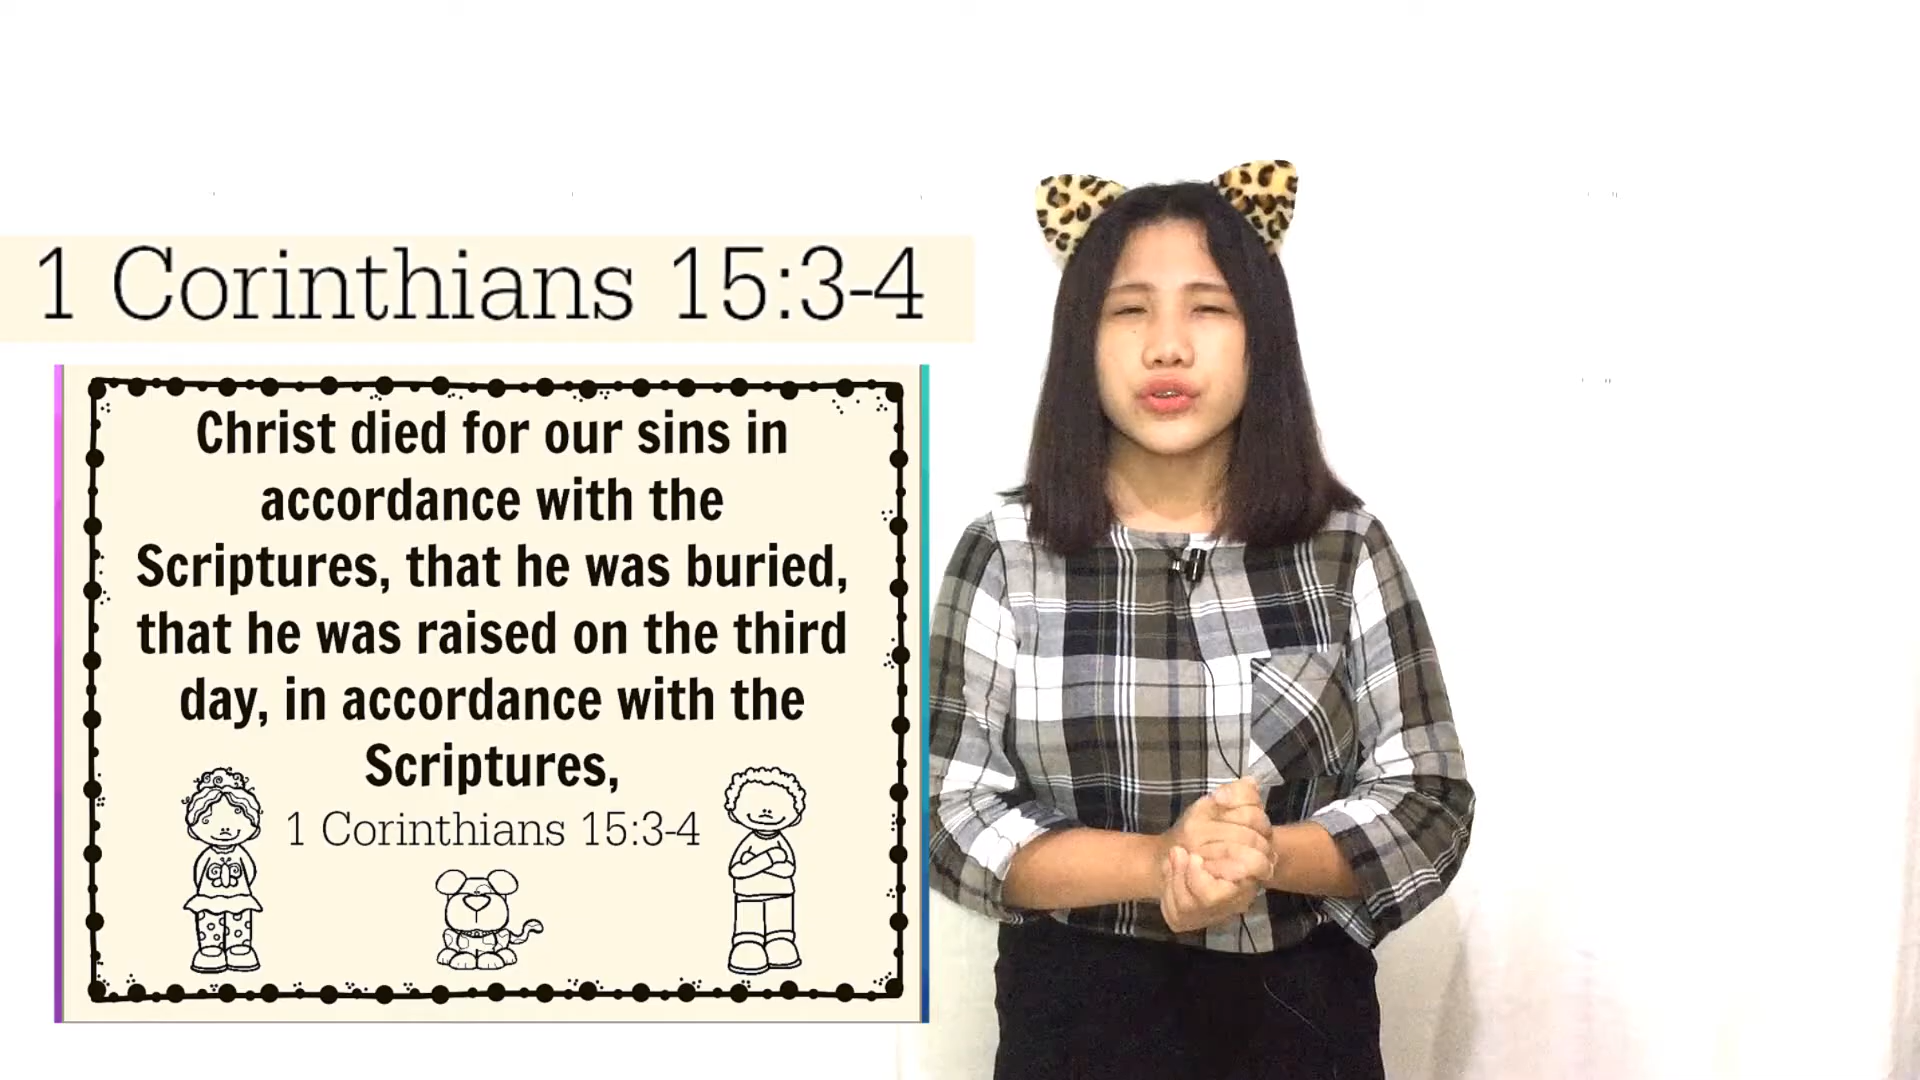 1 Corinthians 15:3-4
Christ died for our sins in
accordance with the
Scriptures, that he was buried,
that he was raised on the third
day, in accordance with the
Scriptures,
1 Corinthians 15:3-4